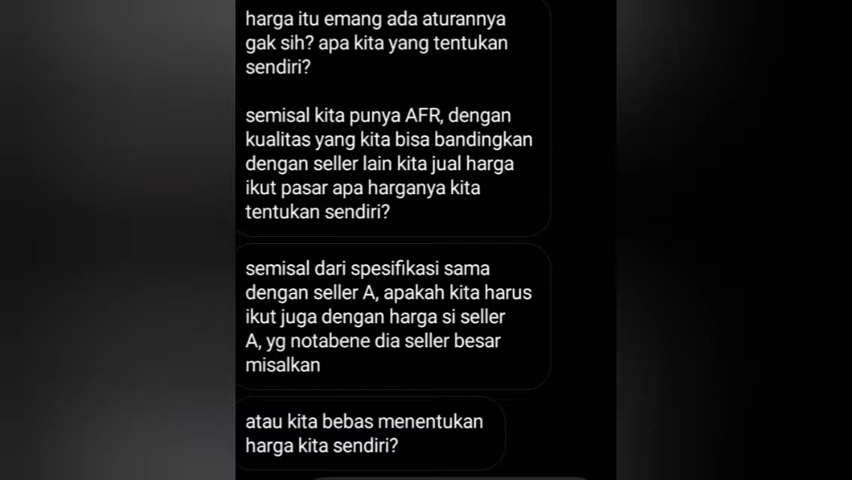 harga itu emang ada aturannya
gak sih? apa kita yang tentukan
sendiri?
semisal kita punya AFR, dengan
kualitas yang kita bisa bandingkan
dengan seller lain kita jual harga
ikut pasar apa harganya kita
tentukan sendiri?
semisal dari spesifikasi sama
dengan seller A, apakah kita harus
ikut juga dengan harga si seller
A, yg notabene dia seller besar
misalkan
atau kita bebas menentukan
harga kita sendiri?